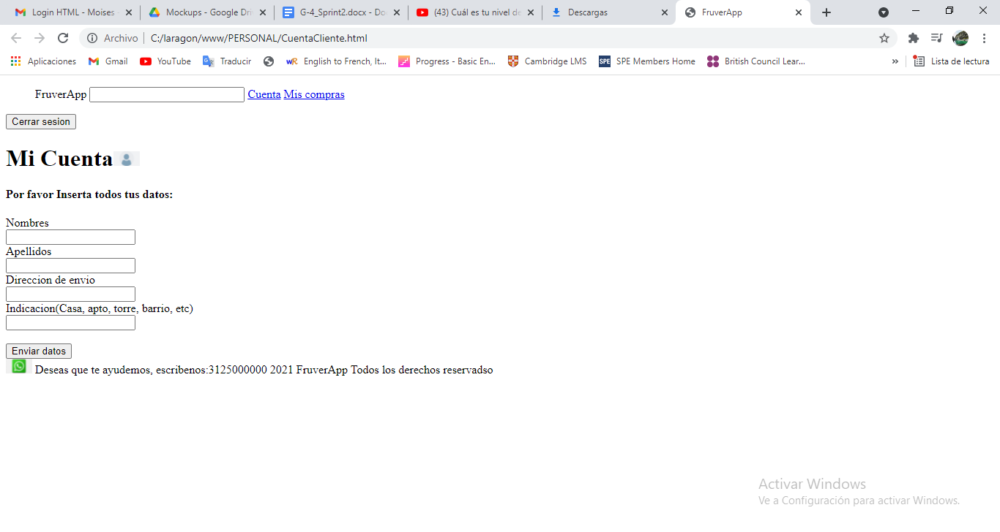 Login HTML - Moises
Mockups - Google Dri
G-4_Sprint2.docx - Do
(43) Cuál es tu nivel de
Descargas
FruverApp
Archivo
C:/laragon/www/PERSONAL/CuentaCliente.html
Aplicaciones
Gmail
YouTube
Traducir
wR English to French, It...
Progress - Basic En...
Cambridge LMS
SPE SPE Members Home
British Council Lear...
»
Lista de lectura
FruverApp Cuenta Mis compras
Cerrar sesion
Mi Cuenta
Por favor Inserta todos tus datos:
Nombres
Apellidos
Direccion de envio
Indicacion(Casa, apto, torre, barrio, etc)
Enviar datos
Deseas que te ayudemos, escribenos:3125000000 2021 FruverApp Todos los derechos reservadso
Activar Windows
Ve a Configuración para activar Windows.